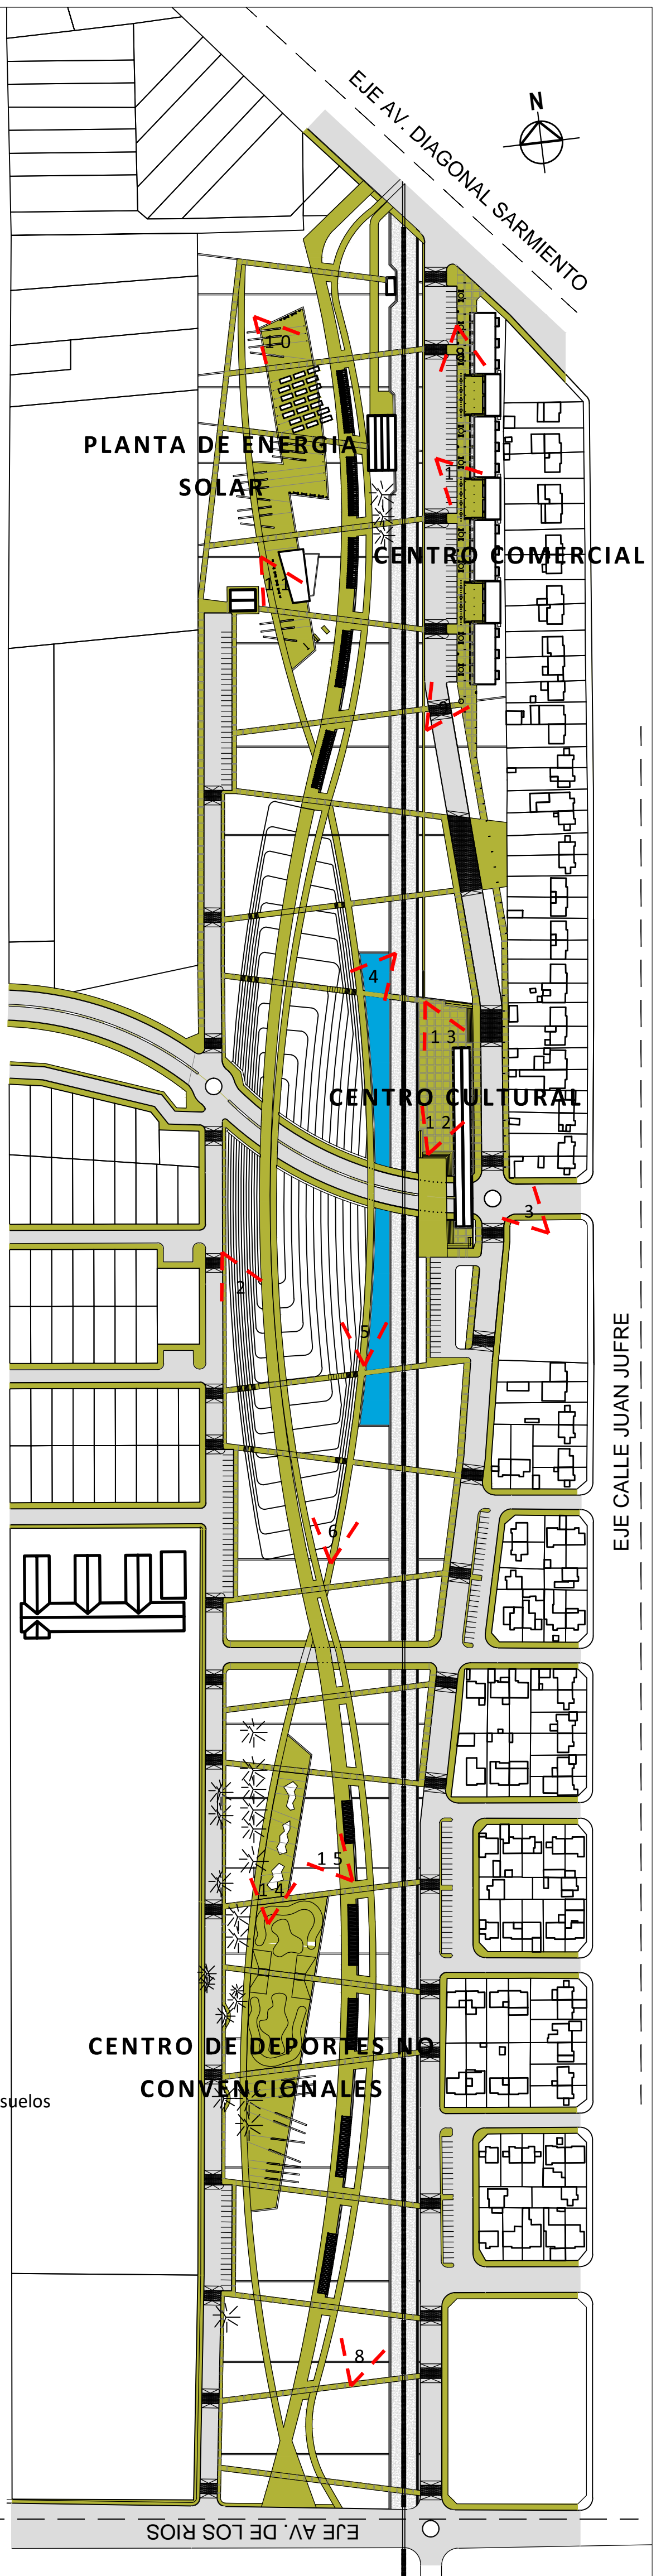 N
EJE AV. DIAGONAL SARMIENTO
10
PLANTA DE ENERGIA
SOLAR
1
CENTRO COMERCIAL
11
4
13
CENTRO CULTURAL
12
3
2
5
EJE CALLE JUAN JUFRE
6
15
14
CENTRO DE DEPORTES NO
CONVENCIONALES
suelos
8
EJE AV. DE LOS RIOS